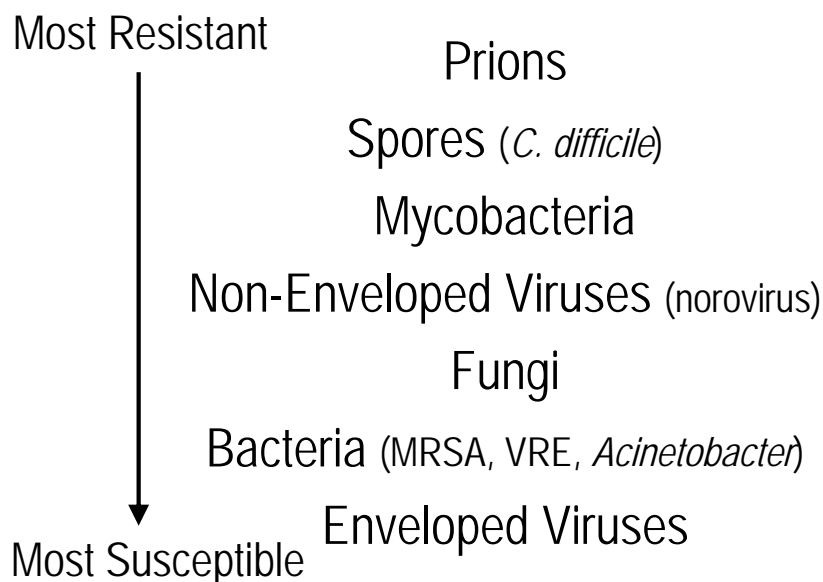 Most Resistant
Prions
Spores (C. difficile)
Mycobacteria
Non-Enveloped Viruses (norovirus)
Fungi
Bacteria (MRSA, VRE, Acinetobacter)
Enveloped Viruses
Most Susceptible